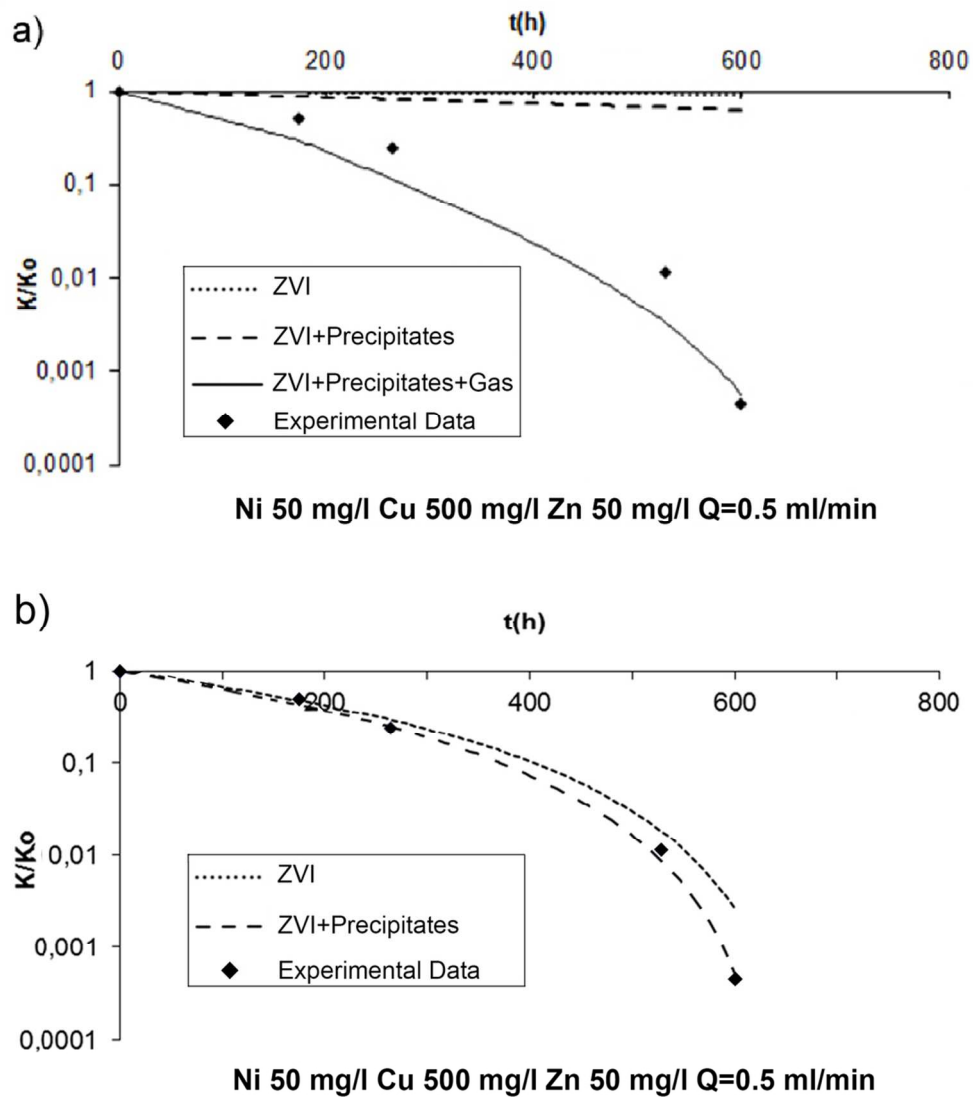 a)
t(h)
0 200 400 600 800
1
0,1
0,01
0,001
0,0001
K/Ko
ZVI
ZVI+Precipitates
ZVI+Precipitates+Gas
Experimental Data
Ni 50 mg/l Cu 500 mg/l Zn 50 mg/l Q=0.5 ml/min
b)
t(h)
1
0 200 400 600 800
0,1
0,01
0,001
0,0001
K/Ko
ZVI
ZVI+Precipitates
Experimental Data
Ni 50 mg/l Cu 500 mg/l Zn 50 mg/l Q=0.5 ml/min